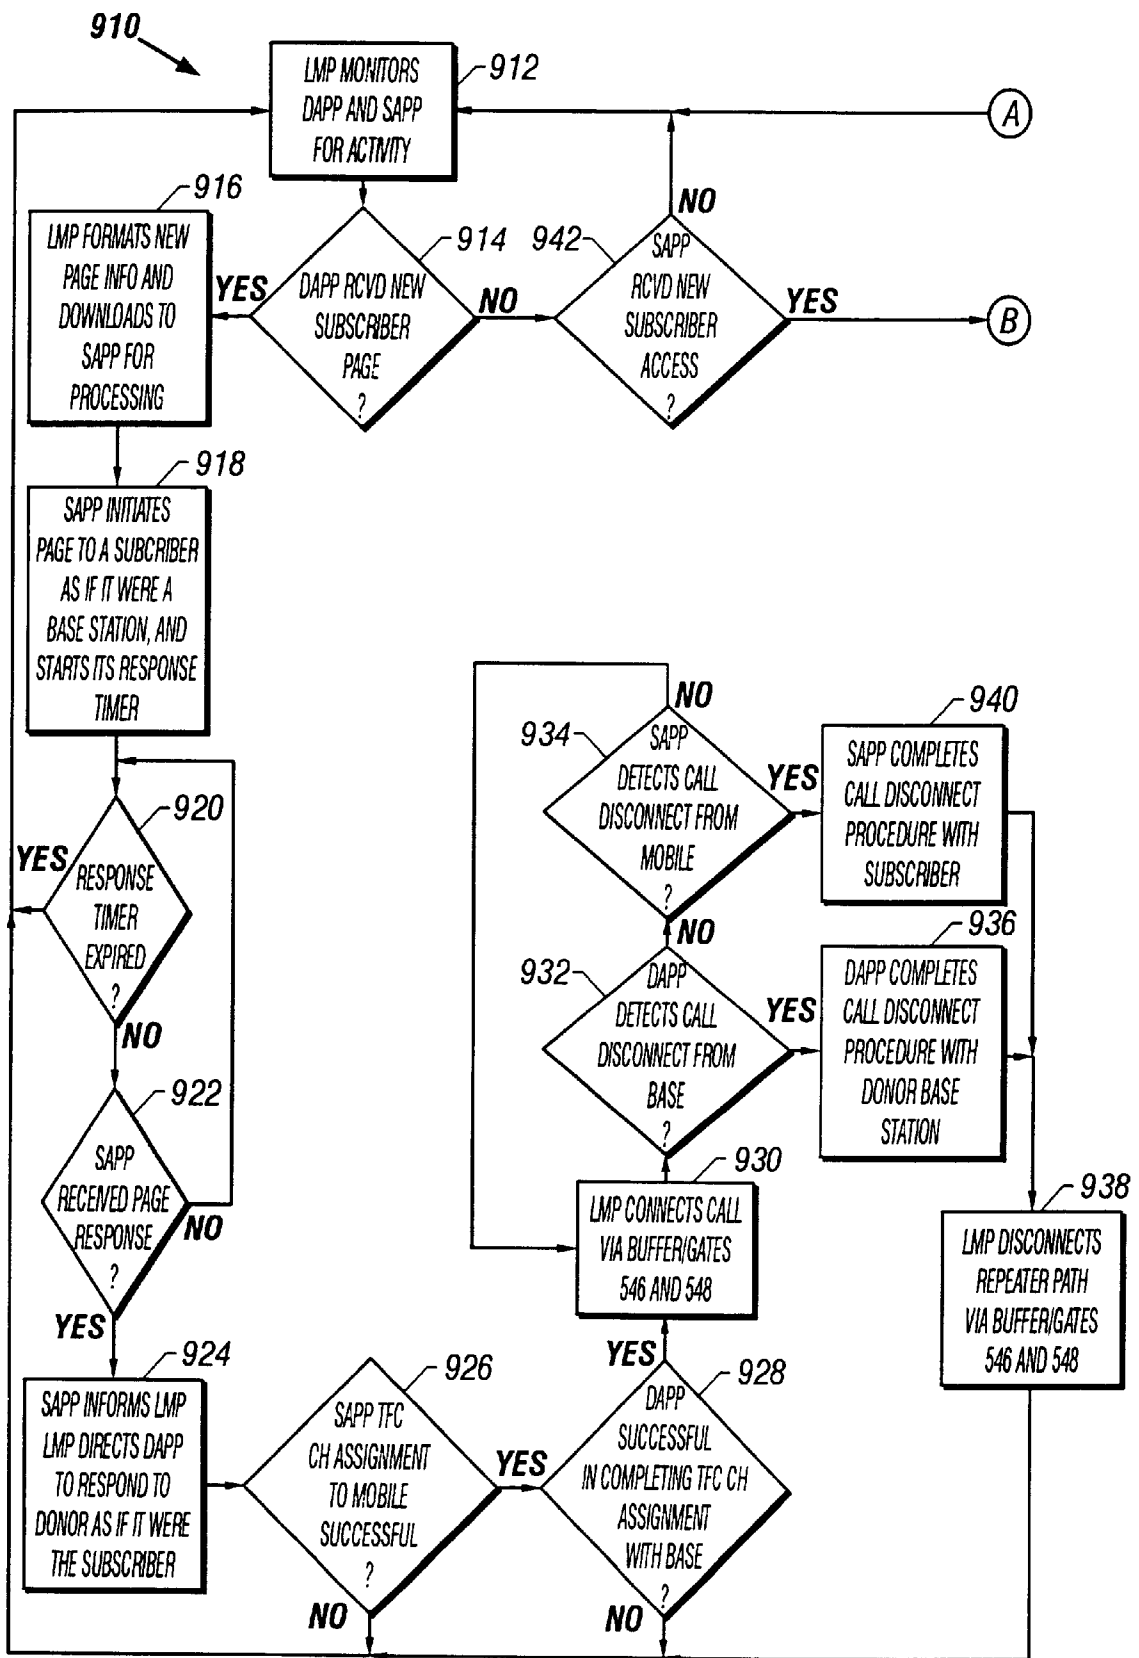 910
LMP MONITORS
DAPP AND SAPP
FOR ACTIVITY
912
A
916
LMP FORMATS NEW
PAGE INFO AND
DOWNLOADS TO
SAPP FOR
PROCESSING
YES
914
DAPP RCVD NEW
SUBSCRIBER
PAGE
?
NO
942
NO
SAPP
RCVD NEW
SUBSCRIBER
ACCESS
?
YES
B
918
SAPP INITIATES
PAGE TO A SUBCRIBER
AS IF IT WERE A
BASE STATION, AND
STARTS ITS RESPONSE
TIMER
920
YES
RESPONSE
TIMER
EXPIRED
?
NO
922
SAPP
RECEIVED PAGE
RESPONSE
?
NO
YES
924
SAPP INFORMS LMP
LMP DIRECTS DAPP
TO RESPOND TO
DONOR AS IF IT WERE
THE SUBSCRIBER
926
SAPP TFC
CH ASSIGNMENT
TO MOBILE
SUCCESSFUL
?
YES
NO
928
DAPP
SUCCESSFUL
IN COMPLETING TFC CH
ASSIGNMENT
WITH BASE
?
YES
NO
930
LMP CONNECTS CALL
VIA BUFFER/GATES
546 AND 548
932
DAPP
DETECTS CALL
DISCONNECT FROM
BASE
?
YES
NO
934
SAPP
DETECTS CALL
DISCONNECT FROM
MOBILE
?
NO
YES
940
SAPP COMPLETES
CALL DISCONNECT
PROCEDURE WITH
SUBSCRIBER
936
DAPP COMPLETES
CALL DISCONNECT
PROCEDURE WITH
DONOR BASE
STATION
938
LMP DISCONNECTS
REPEATER PATH
VIA BUFFER/GATES
546 AND 548